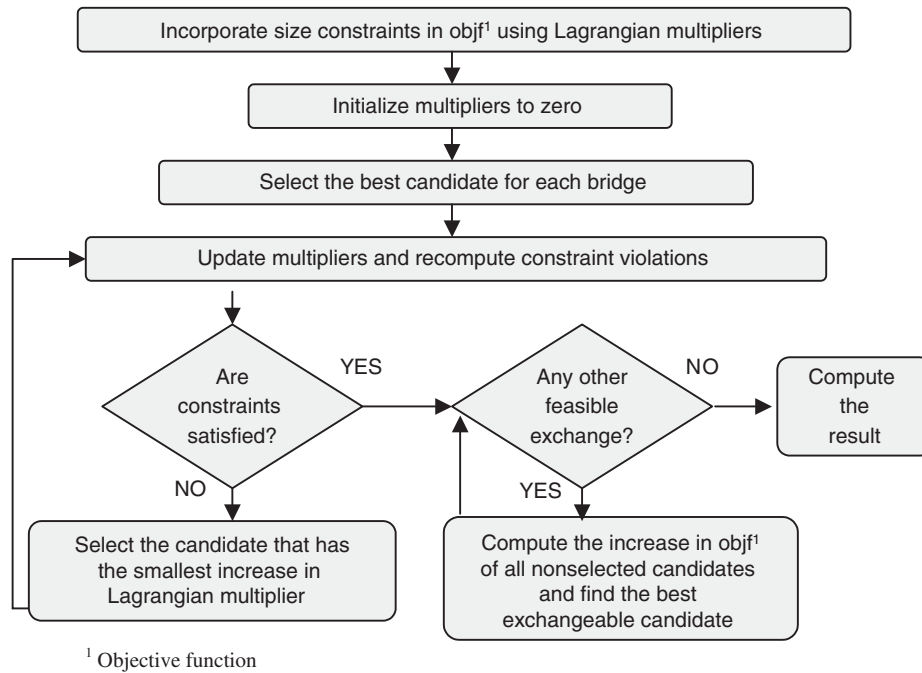 Incorporate size constraints in objf¹ using Lagrangian multipliers
Initialize multipliers to zero
Select the best candidate for each bridge
Update multipliers and recompute constraint violations
Are
constraints
satisfied?
YES
NO
Any other
feasible
exchange?
NO
YES
Compute
the
result
Select the candidate that has
the smallest increase in
Lagrangian multiplier
Compute the increase in objf¹
of all nonselected candidates
and find the best
exchangeable candidate
¹ Objective function